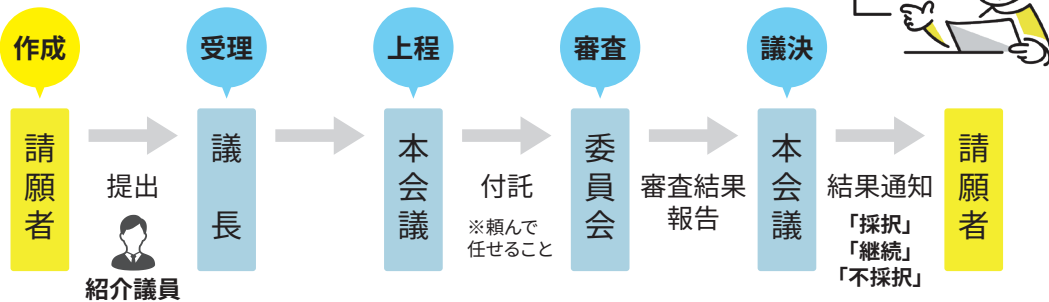 作成
受理
上程
審査
議決
請願者
提出
紹介議員
議長
本会議
付託
※頼んで
任せること
委員会
審査結果
報告
本会議
結果通知
「採択」
「継続」
「不採択」
請願者